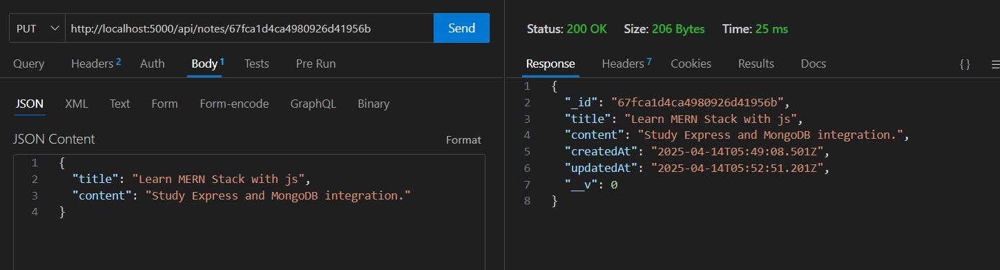 PUT http://localhost:5000/api/notes/67fca1d4ca4980926d41956b Send
Query Headers 2 Auth Body 1 Tests Pre Run
JSON XML Text Form Form-encode GraphQL Binary
JSON Content Format
1 {
2 "title": "Learn MERN Stack with js",
3 "content": "Study Express and MongoDB integration."
4 }
Status: 200 OK Size: 206 Bytes Time: 25 ms
Response Headers 7 Cookies Results Docs { }
1 {
2 "_id": "67fca1d4ca4980926d41956b",
3 "title": "Learn MERN Stack with js",
4 "content": "Study Express and MongoDB integration.",
5 "createdAt": "2025-04-14T05:49:08.501Z",
6 "updatedAt": "2025-04-14T05:52:51.201Z",
7 "__v": 0
8 }